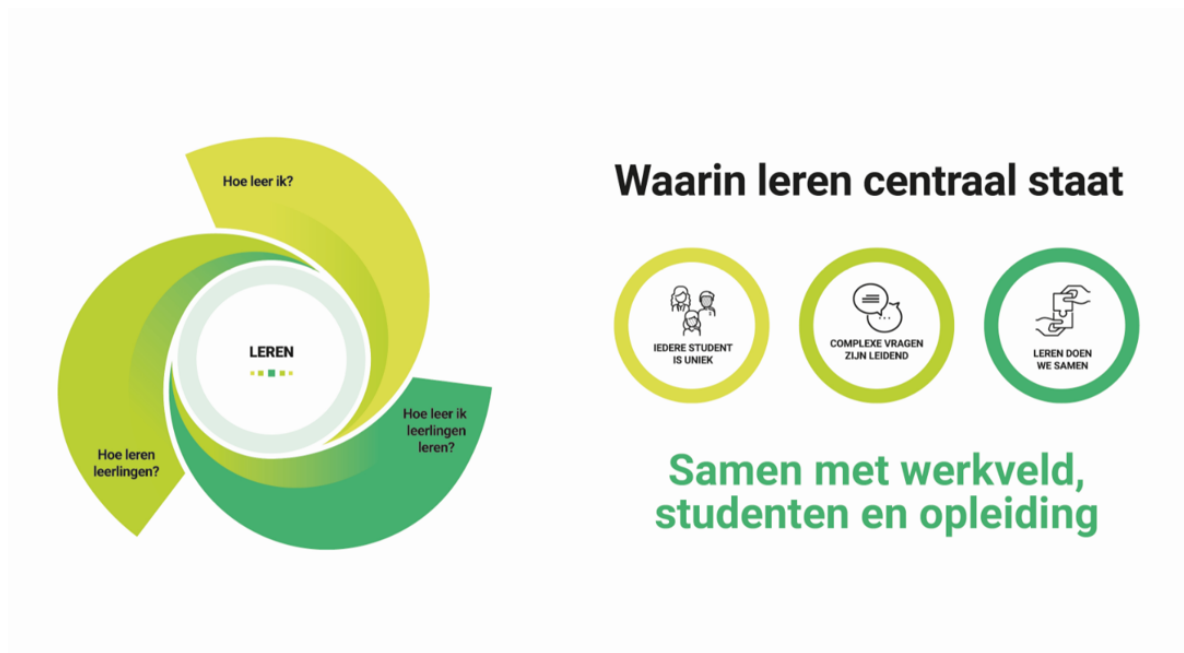 Hoe leer ik?
LEREN
Hoe leer ik
leerlingen
leren?
Hoe leren
leerlingen?
Waarin leren centraal staat
IEDERE STUDENT
IS UNIEK
COMPLEXE VRAGEN
ZIJN LEIDEND
LEREN DOEN
WE SAMEN
Samen met werkveld,
studenten en opleiding